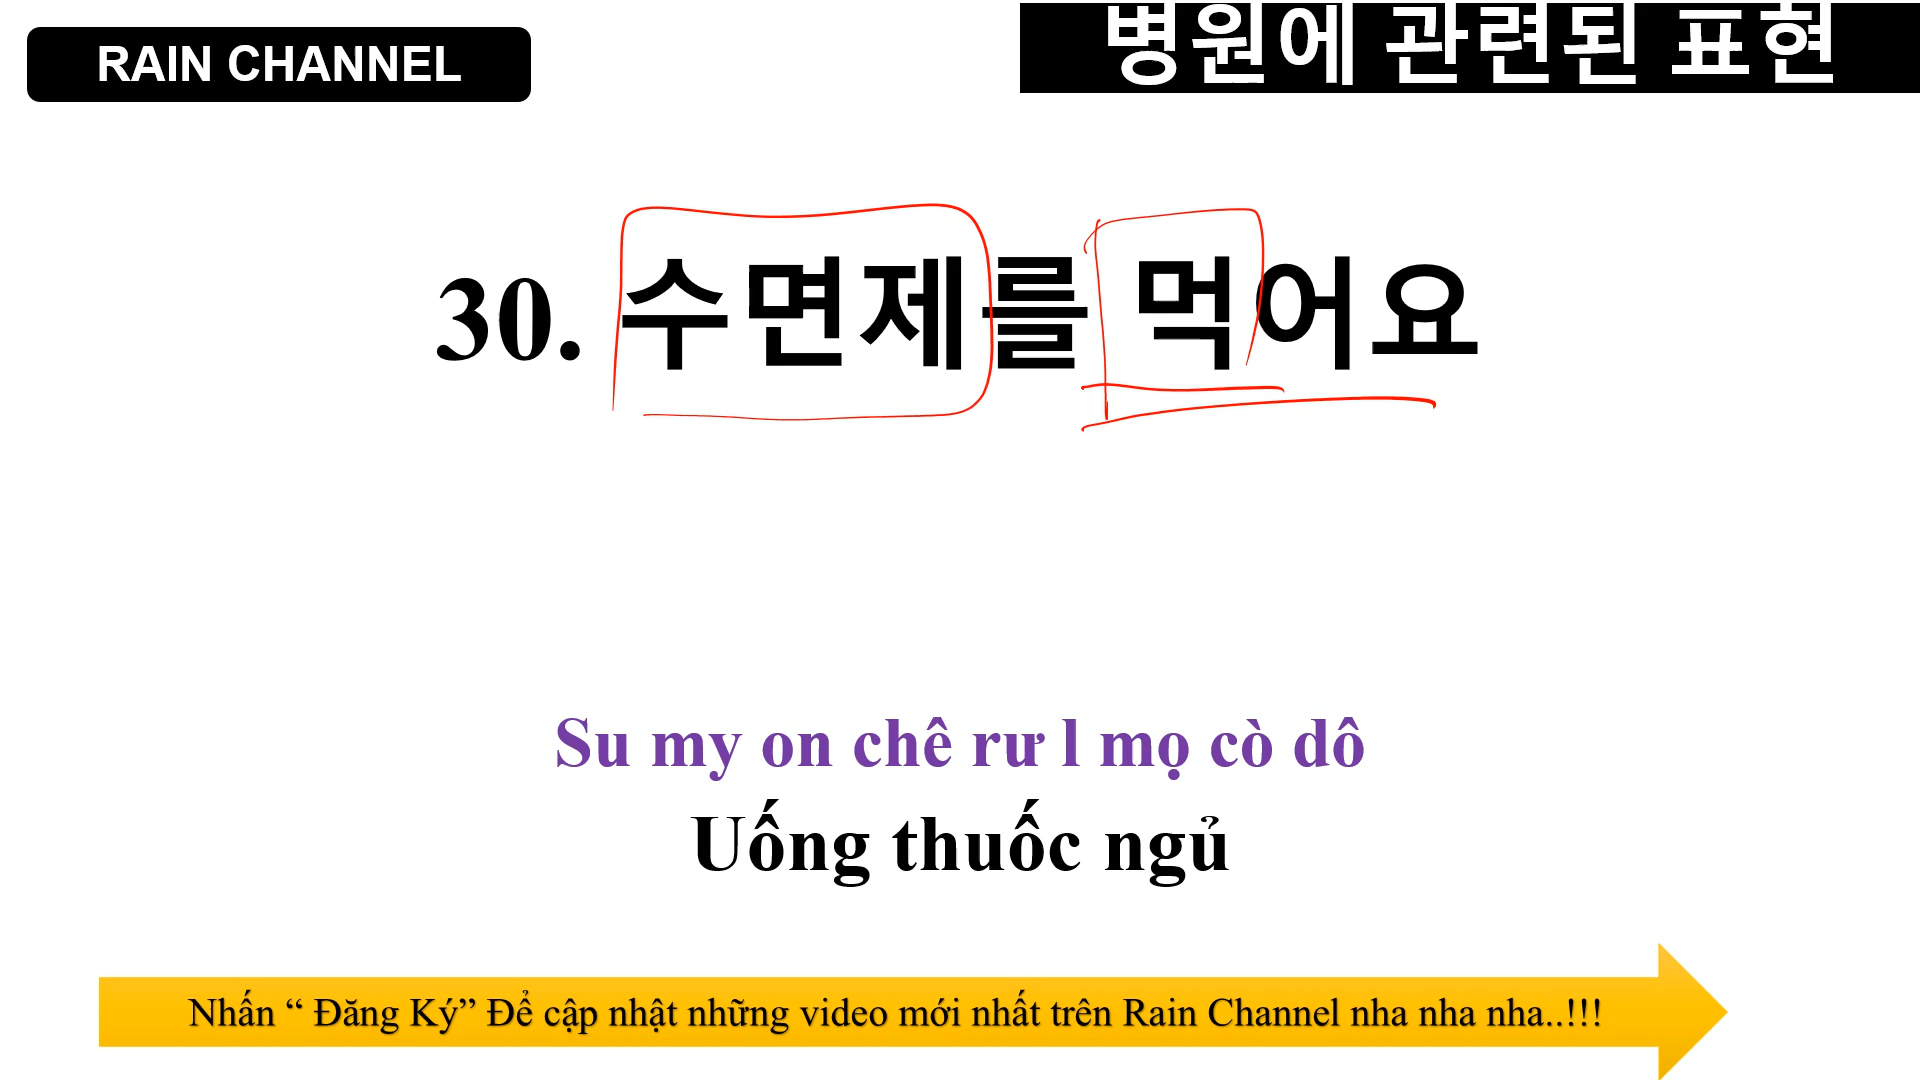 RAIN CHANNEL
병원에 관련된 표현
30. 수면제를 먹어요
Su my on chê rư l mọ cò dô
Uống thuốc ngủ
Nhấn “ Đăng Ký” Để cập nhật những video mới nhất trên Rain Channel nha nha nha..!!!